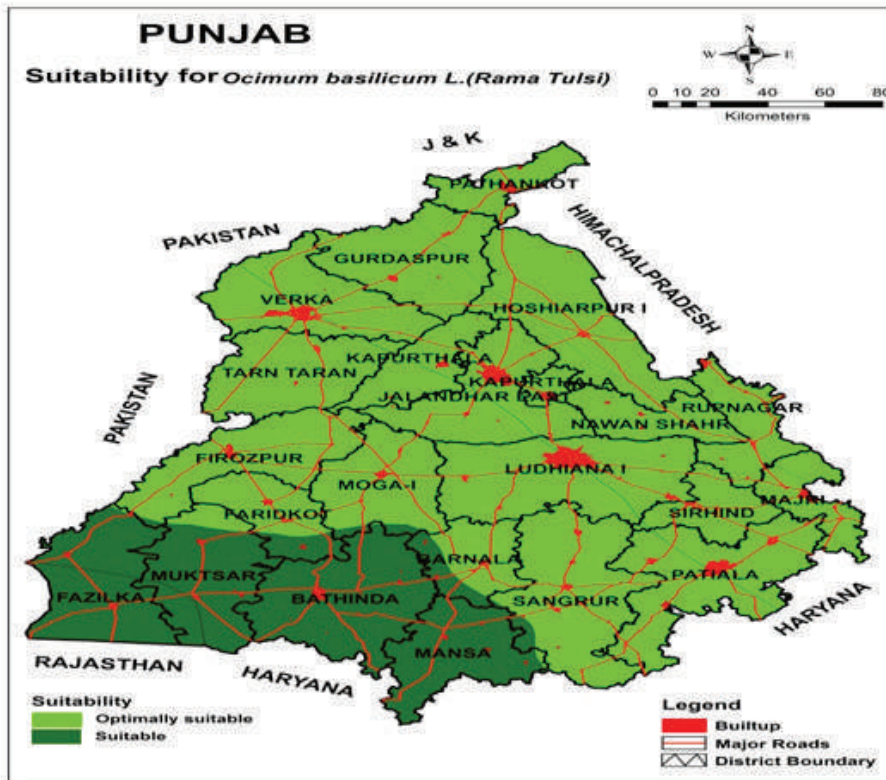 PUNJAB
Suitability for Ocimum basilicum L.(Rama Tulsi)
N
W E
S
0 10 20 40 60 80
Kilometers
J & K
PATHANKOT
PAKISTAN
HIMACHALPRADESH
GURDASPUR
VERKA
HOSHIARPUR I
KAPURTHALA
TARN TARAN
KAPURTHALA
JALANDHAR EAST
RUPNAGAR
NAWAN SHAHR
PAKISTAN
FIROZPUR
LUDHIANA I
MOGA-I
MAJRI
FARIDKOT
SIRHIND
BARNALA
MUKTSAR
PATIALA
FAZILKA
BATHINDA
SANGRUR
HARYANA
MANSA
RAJASTHAN
HARYANA
Suitability
Optimally suitable
Suitable
Legend
Builtup
Major Roads
District Boundary